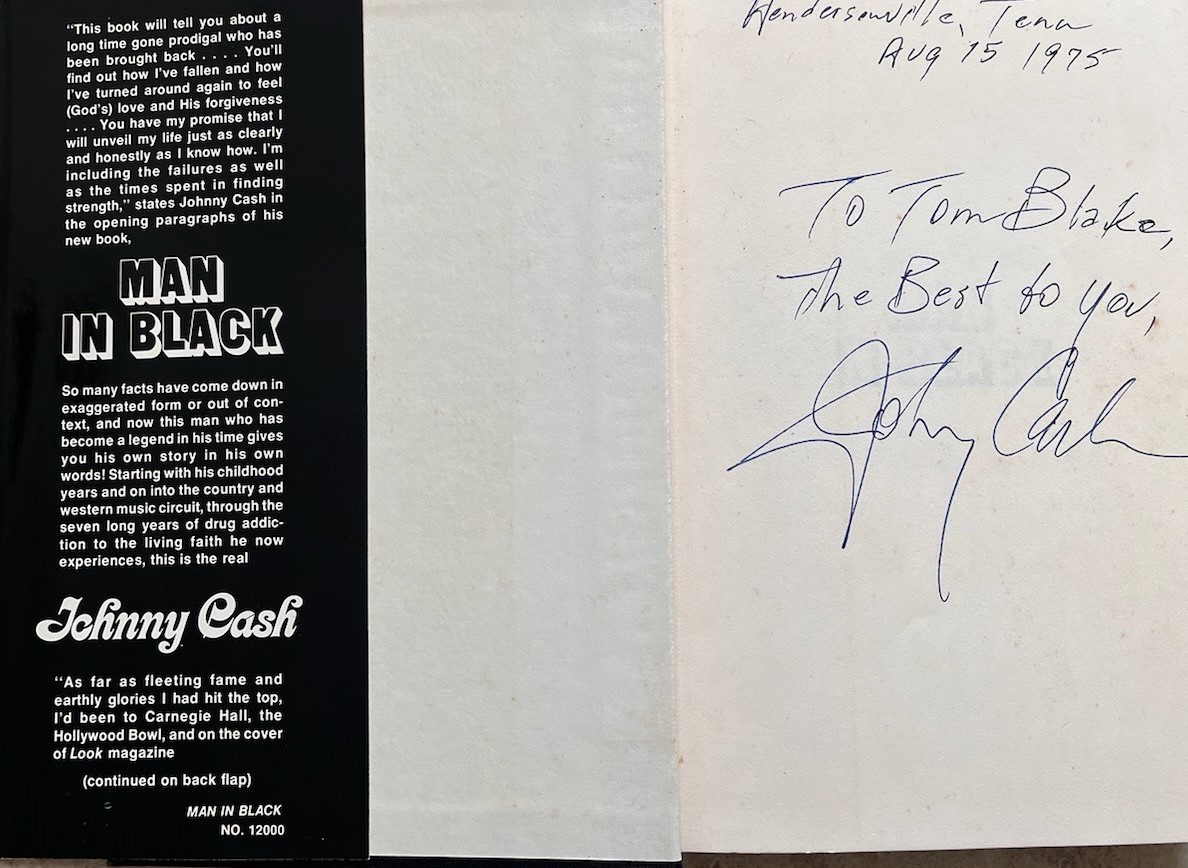 “This book will tell you about a
long time gone prodigal who has
been brought back . . . . You’ll
find out how I’ve fallen and how
I’ve turned around again to feel
(God’s) love and His forgiveness
. . . . You have my promise that I
will unveil my life just as clearly
and honestly as I know how. I’m
including the failures as well
as the times spent in finding
strength,” states Johnny Cash in
the opening paragraphs of his
new book,
MAN
IN BLACK
So many facts have come down in
exaggerated form or out of con-
text, and now this man who has
become a legend in his time gives
you his own story in his own
words! Starting with his childhood
years and on into the country and
western music circuit, through the
seven long years of drug addic-
tion to the living faith he now
experiences, this is the real
Johnny Cash
“As far as fleeting fame and
earthly glories I had hit the top,
I’d been to Carnegie Hall, the
Hollywood Bowl, and on the cover
of Look magazine
(continued on back flap)
MAN IN BLACK
NO. 12000
Hendersonville, Tenn
Aug 15 1975
To Tom Blake,
The Best to you,
Johnny Cash